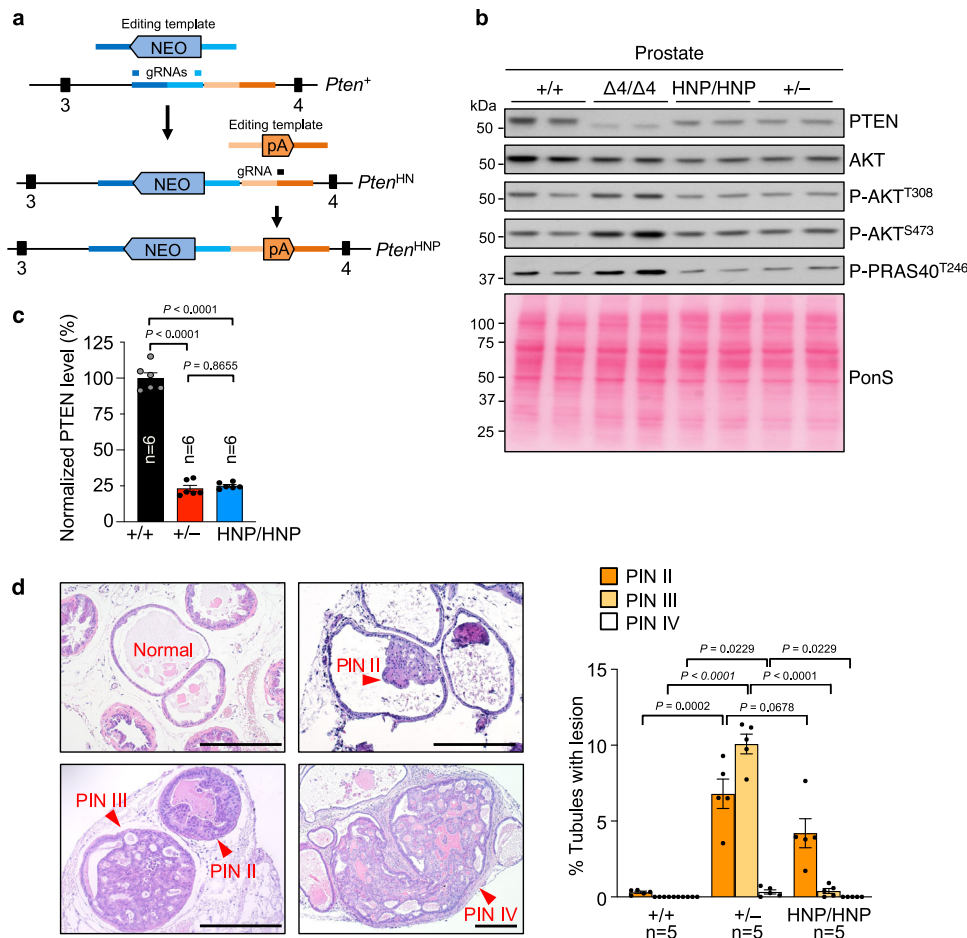 a
Editing template
NEO
gRNAs
Pten+
3
4
Editing template
pA
gRNA
NEO
PtenHN
3
4
NEO
pA
PtenHNP
3
4
b
Prostate
+/+ Δ4/Δ4 HNP/HNP +/–
kDa
50
PTEN
50
AKT
50
P-AKTT308
50
P-AKTS473
37
P-PRAS40T246
100
75
50
37
25
PonS
c
Normalized PTEN level (%)
125
100
75
50
25
0
P < 0.0001
P < 0.0001
P = 0.8655
n=6
n=6
n=6
+/+ +/– HNP/HNP
d
Normal
PIN II
PIN III
PIN II
PIN IV
PIN II
PIN III
PIN IV
% Tubules with lesion
15
10
5
0
P = 0.0229
P = 0.0229
P < 0.0001
P < 0.0001
P = 0.0002
P = 0.0678
+/+ +/– HNP/HNP
n=5 n=5 n=5